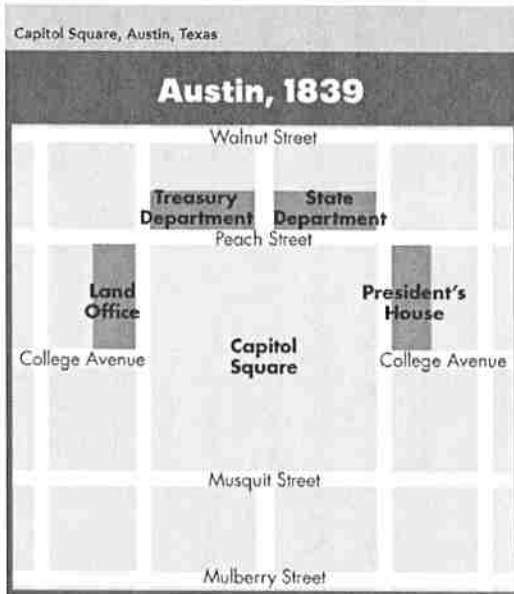 Capitol Square, Austin, Texas
Austin, 1839
Walnut Street
Treasury
Department
State
Department
Peach Street
Land
Office
President's
House
Capitol
Square
College Avenue
College Avenue
Musquit Street
Mulberry Street